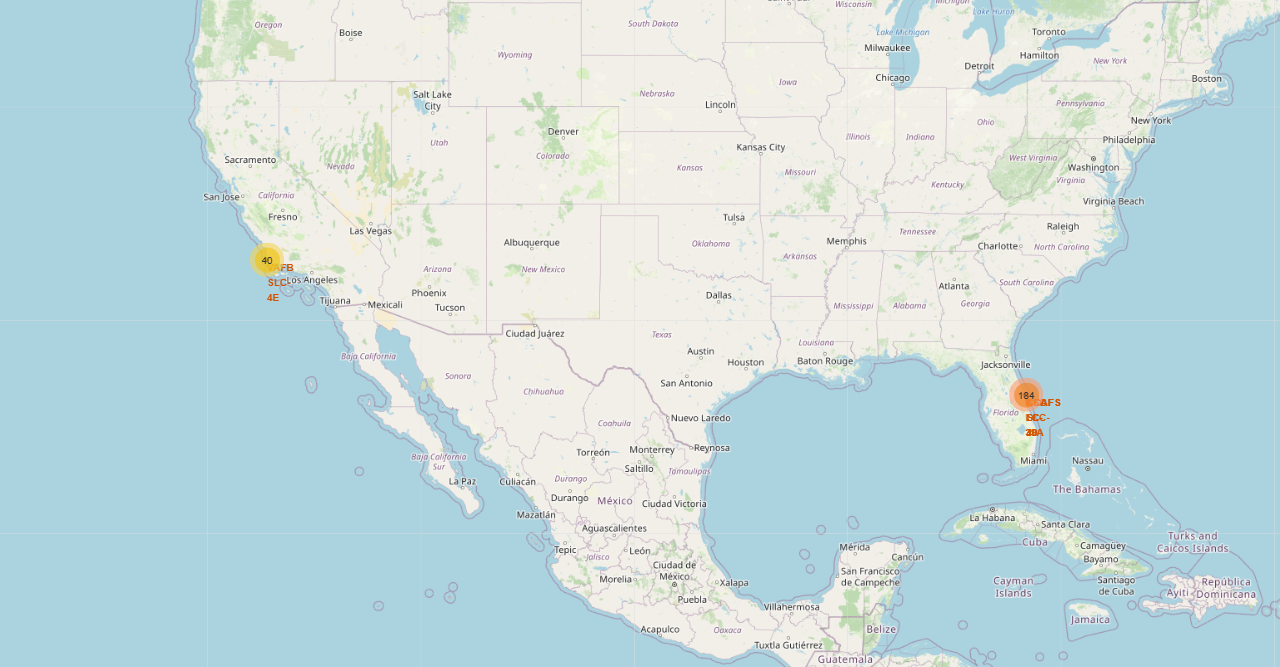 Wisconsin
Michigan
Lake Huron
Oregon
Boise
South Dakota
Toronto
Lake Michigan
Milwaukee
Hamilton
Wyoming
New York
Detroit
Chicago
Boston
Iowa
Nebraska
Salt Lake
City
Lincoln
Pennsylvania
New York
Ohio
Denver
Utah
Illinois
Indiana
Philadelphia
Kansas City
Colorado
Sacramento
Nevada
West Virginia
Washington
Kansas
Missouri
Virginia
Kentucky
San Jose
California
Virginia Beach
Fresno
Tulsa
Las Vegas
Raleigh
Tennessee
Albuquerque
Oklahoma
Memphis
Charlotte
North Carolina
Arkansas
40
Arizona
New Mexico
SLC-
4E
Los Angeles
South Carolina
Atlanta
Phoenix
Dallas
Tijuana
Mexicali
Tucson
Mississippi
Alabama
Georgia
Ciudad Juárez
Texas
Louisiana
Austin
Baja California
Houston
Baton Rouge
Jacksonville
Sonora
San Antonio
Chihuahua
184
Florida
Nuevo Laredo
Coahuila
Reynosa
Torreón
Monterrey
Baja California
Sur
Saltillo
Tamaulipas
Miami
Nassau
La Paz
Culiacán
Durango
Durango
México
Ciudad Victoria
The Bahamas
Mazatlán
La Habana
Santa Clara
Aguascalientes
Cuba
Camagüey
Turks and
Caicos Islands
Tepic
Jalisco
León
Mérida
Cancún
Bayamo
Ciudad de
México
San Francisco
de Campeche
Morelia
Xalapa
Cayman
Islands
Santiago
de Cuba
Ayiti
República
Dominicana
Puebla
Villahermosa
Jamaica
Acapulco
Oaxaca
Belize
Tuxtla Gutiérrez
Guatemala